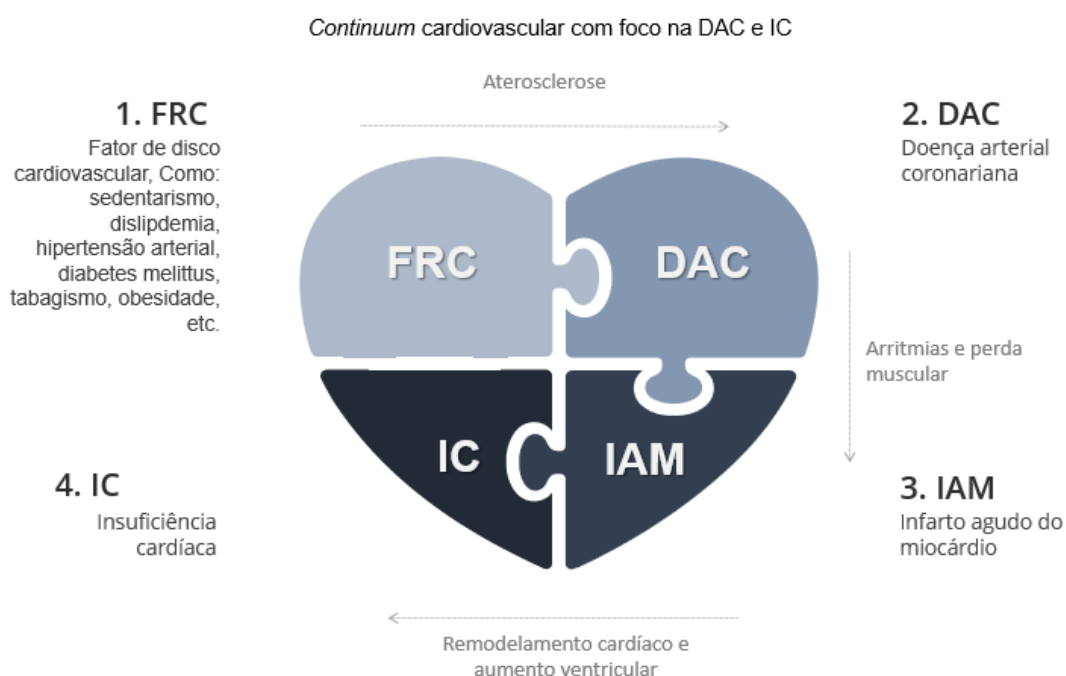 Continuum cardiovascular com foco na DAC e IC
Aterosclerose
1. FRC
Fator de disco
cardiovascular, Como:
sedentarismo,
dislipdemia,
hipertensão arterial,
diabetes melittus,
tabagismo, obesidade,
etc.
2. DAC
Doença arterial
coronariana
FRC
DAC
Arritmias e perda
muscular
IC
IAM
4. IC
Insuficiência
cardíaca
3. IAM
Infarto agudo do
miocárdio
Remodelamento cardíaco e
aumento ventricular